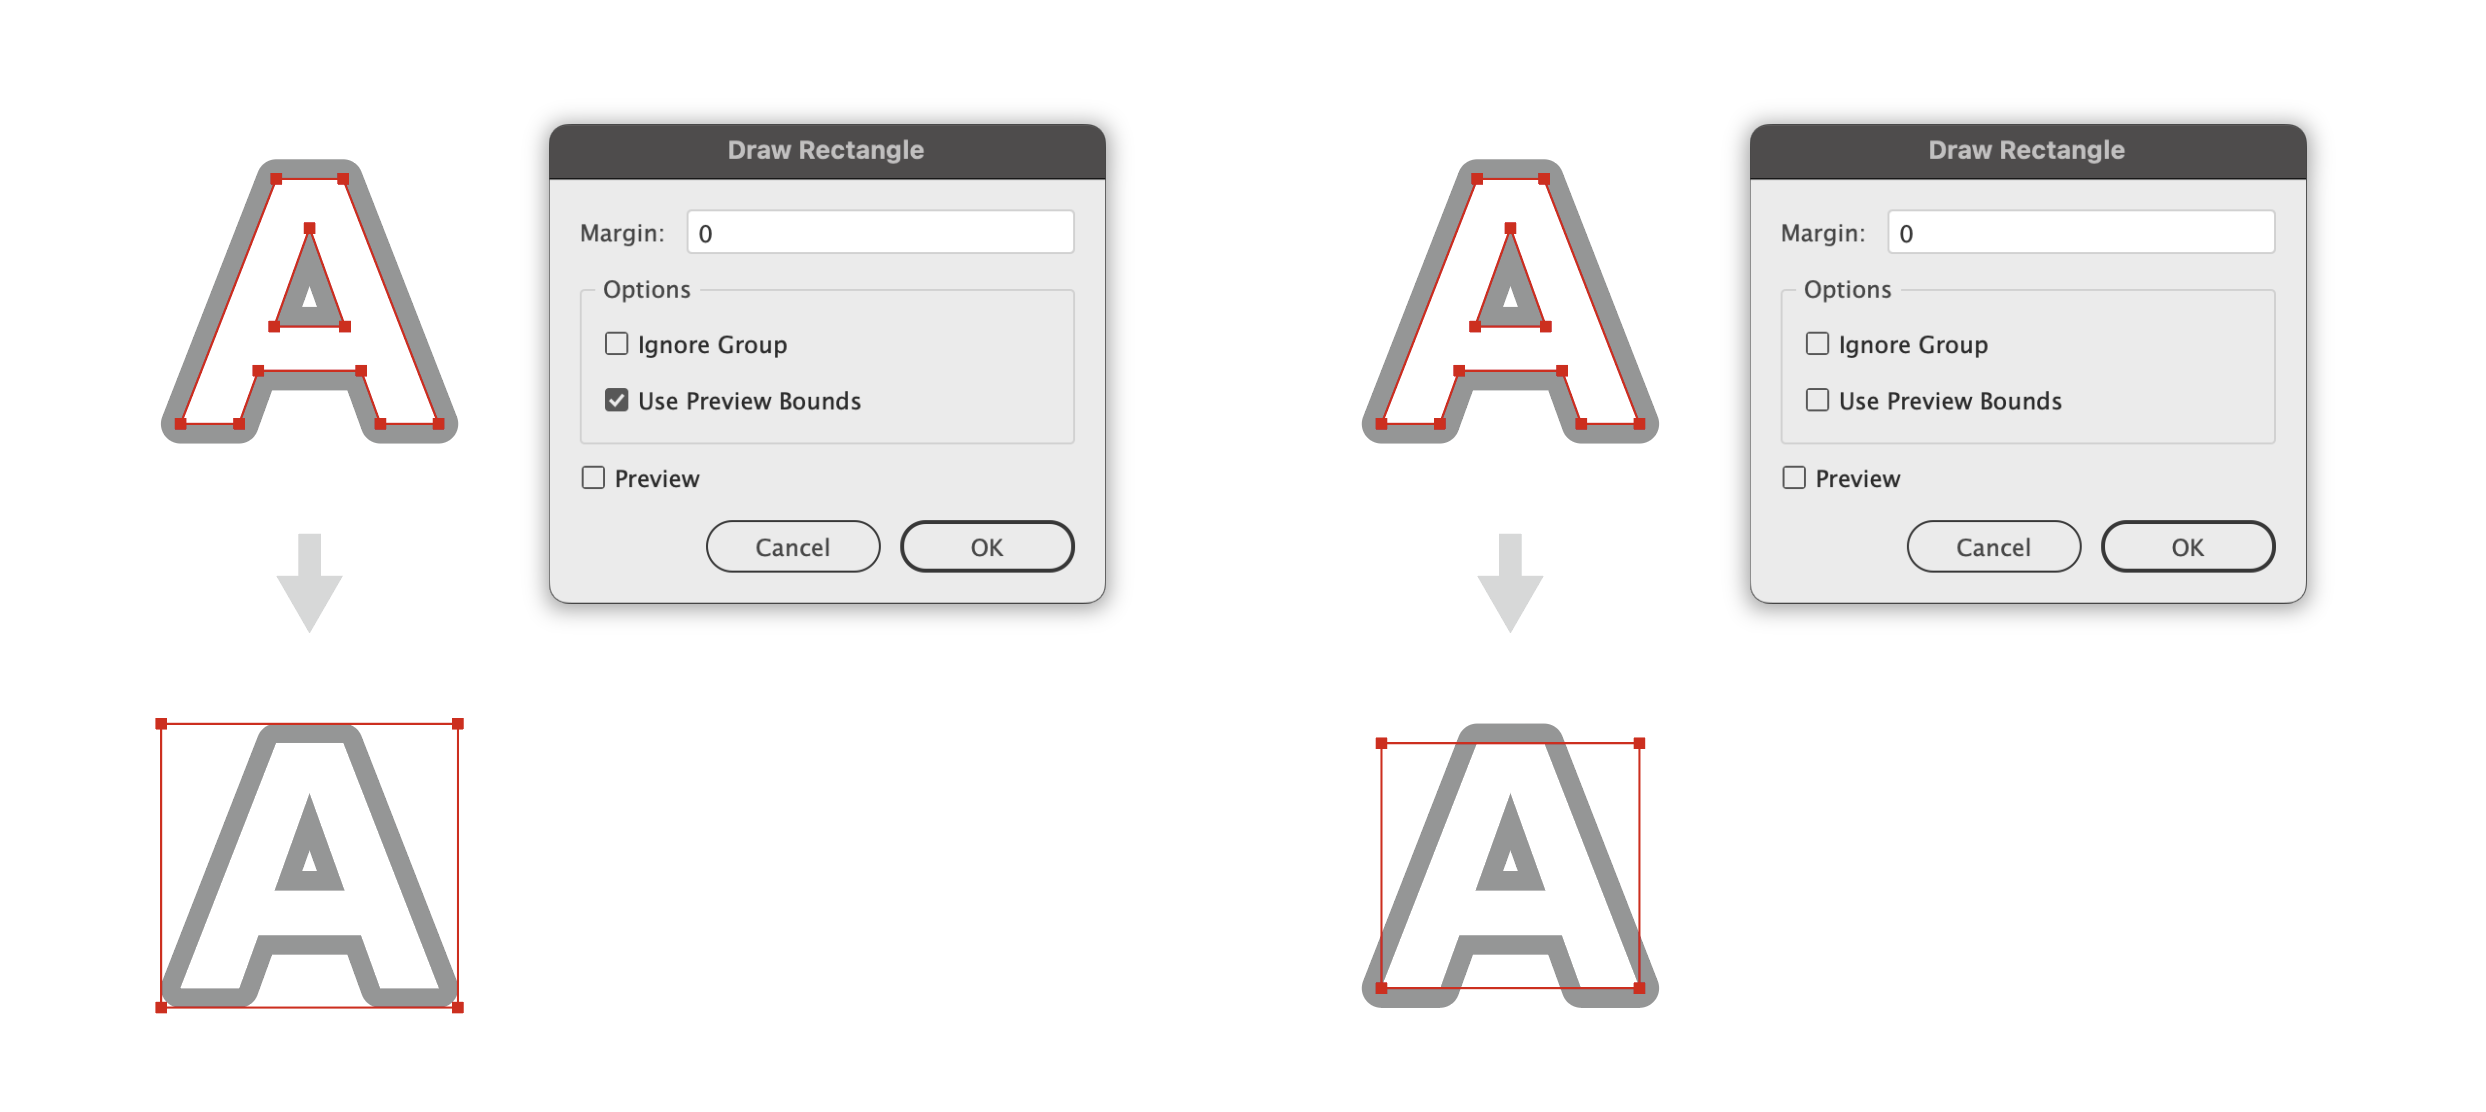 A
Draw Rectangle
Margin: 0
Options
Ignore Group
Use Preview Bounds
Preview
Cancel OK
A
A
Draw Rectangle
Margin: 0
Options
Ignore Group
Use Preview Bounds
Preview
Cancel OK
A